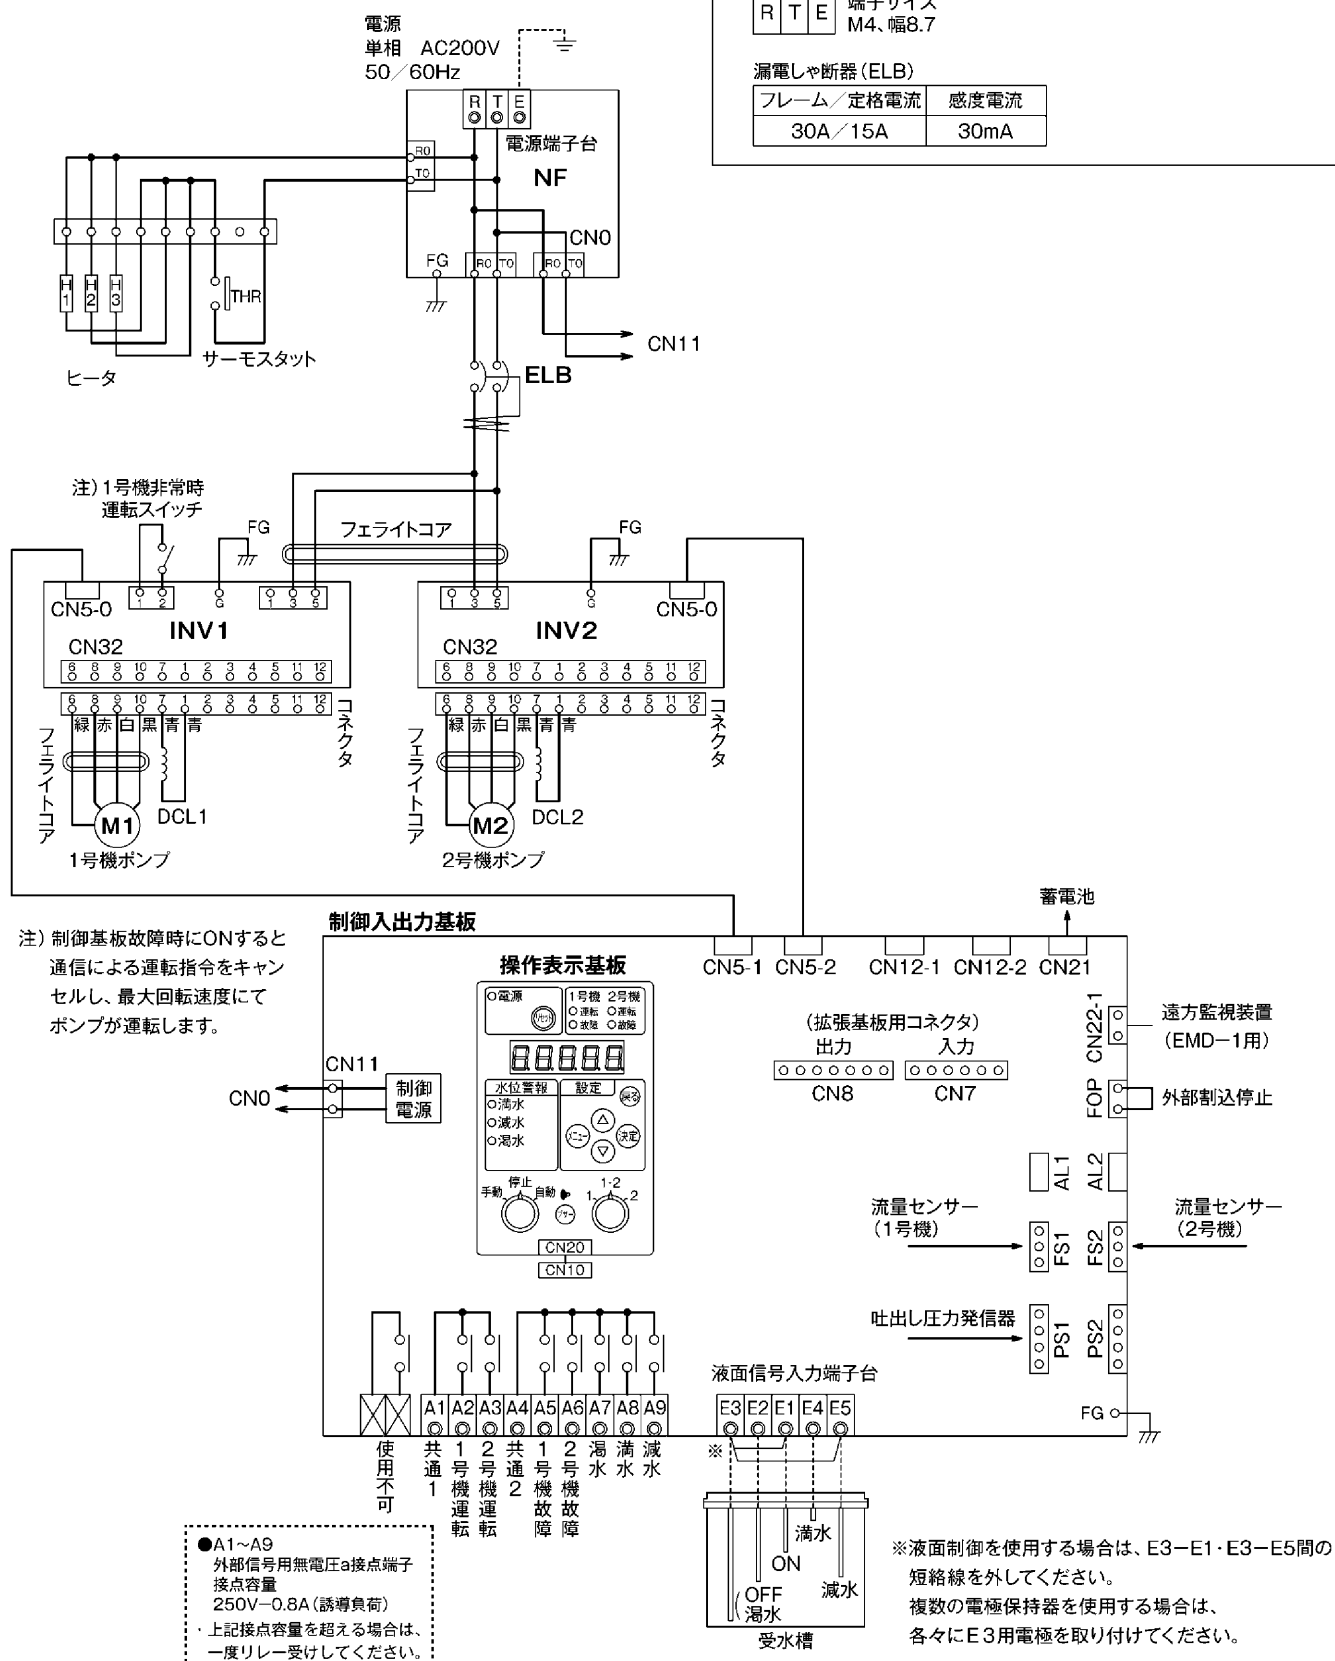 R T E
端子サイズ
M4、幅8.7
漏電しゃ断器(ELB)
フレーム/定格電流 感度電流
30A/15A 30mA
電源
単相 AC200V
50/60Hz
R T E
電源端子台
NF
R0
T0
CN0
FG
R0 T0 R0 T0
CN11
H1 H2 H3
THR
サーモスタット
ヒータ
ELB
注)1号機非常時
運転スイッチ
FG
フェライトコア
FG
CN5-0
1 2
G
1 3 5
INV1
CN32
6 8 9 10 7 1 2 3 4 5 11 12
6 8 9 10 7 1 2 3 4 5 11 12
緑 赤 白 黒 青 青
コネクタ
フェライトコア
M1
DCL1
1号機ポンプ
1 3 5
G
CN5-0
INV2
CN32
6 8 9 10 7 1 2 3 4 5 11 12
6 8 9 10 7 1 2 3 4 5 11 12
緑 赤 白 黒 青 青
コネクタ
フェライトコア
M2
DCL2
2号機ポンプ
注)制御基板故障時にONすると
通信による運転指令をキャン
セルし、最大回転速度にて
ポンプが運転します。
制御入出力基板
蓄電池
CN5-1 CN5-2 CN12-1 CN12-2 CN21
操作表示基板
電源
リセット
1号機 2号機
運転 運転
故障 故障
88888
水位警報
満水
減水
渇水
設定
戻る
メニュー
決定
手動 停止 自動
ブザー
1 1-2 2
CN20
CN10
CN11
CN0
制御
電源
(拡張基板用コネクタ)
出力 入力
CN8 CN7
CN22-1
遠方監視装置
(EMD-1用)
FOP
外部割込停止
AL1 AL2
流量センサー
(1号機)
FS1 FS2
流量センサー
(2号機)
吐出し圧力発信器
PS1 PS2
FG
A1 A2 A3 A4 A5 A6 A7 A8 A9
使用不可
共通1
1号機運転
2号機運転
共通2
1号機故障
2号機故障
渇水
満水
減水
液面信号入力端子台
E3 E2 E1 E4 E5
※
満水
ON
減水
OFF
渇水
受水槽
●A1~A9
外部信号用無電圧a接点端子
接点容量
250V-0.8A(誘導負荷)
・上記接点容量を超える場合は、
一度リレー受けしてください。
※液面制御を使用する場合は、E3-E1・E3-E5間の
短絡線を外してください。
複数の電極保持器を使用する場合は、
各々にE3用電極を取り付けてください。